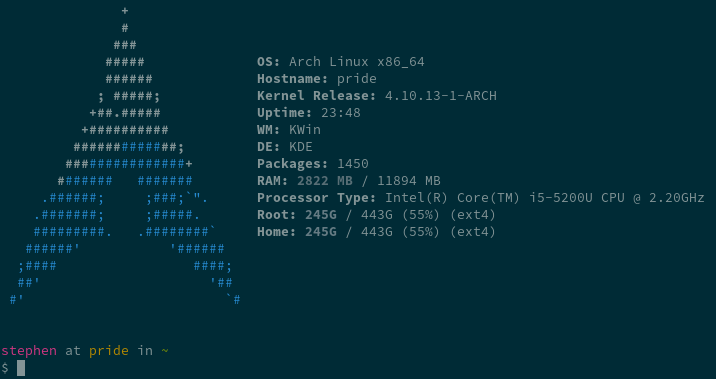 OS: Arch Linux x86_64
Hostname: pride
Kernel Release: 4.10.13-1-ARCH
Uptime: 23:48
WM: KWin
DE: KDE
Packages: 1450
RAM: 2822 MB / 11894 MB
Processor Type: Intel(R) Core(TM) i5-5200U CPU @ 2.20GHz
Root: 245G / 443G (55%) (ext4)
Home: 245G / 443G (55%) (ext4)
stephen at pride in ~
$